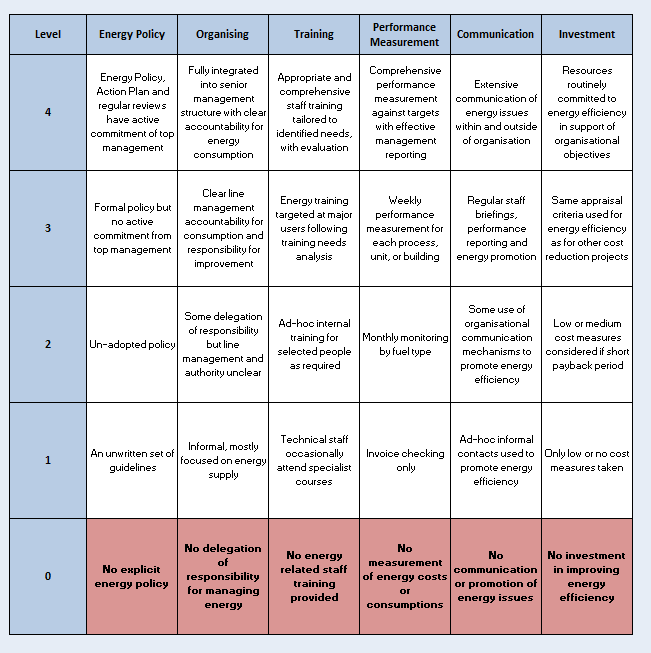 Level
Energy Policy
Organising
Training
Performance
Measurement
Communication
Investment
4
Energy Policy,
Action Plan and
regular reviews
have active
commitment of top
management
Fully integrated
into senior
management
structure with clear
accountability for
energy
consumption
Appropriate and
comprehensive
staff training
tailored to
identified needs,
with evaluation
Comprehensive
performance
measurement
against targets
with effective
management
reporting
Extensive
communication of
energy issues
within and outside
of organisation
Resources
routinely
committed to
energy efficiency
in support of
organisational
objectives
3
Formal policy but
no active
commitment from
top management
Clear line
management
accountability for
consumption and
responsibility for
improvement
Energy training
targeted at major
users following
training needs
analysis
Weekly
performance
measurement for
each process,
unit, or building
Regular staff
briefings,
performance
reporting and
energy promotion
Same appraisal
criteria used for
energy efficiency
as for other cost
reduction projects
2
Un-adopted policy
Some delegation
of responsibility
but line
management and
authority unclear
Ad-hoc internal
training for
selected people
as required
Monthly monitoring
by fuel type
Some use of
organisational
communication
mechanisms to
promote energy
efficiency
Low or medium
cost measures
considered if short
payback period
1
An unwritten set of
guidelines
Informal, mostly
focused on energy
supply
Technical staff
occasionally
attend specialist
courses
Invoice checking
only
Ad-hoc informal
contacts used to
promote energy
efficiency
Only low or no cost
measures taken
0
No explicit
energy policy
No delegation
of
responsibility
for managing
energy
No energy
related staff
training
provided
No
measurement
of energy costs
or
consumptions
No
communication
or promotion of
energy issues
No investment
in improving
energy
efficiency